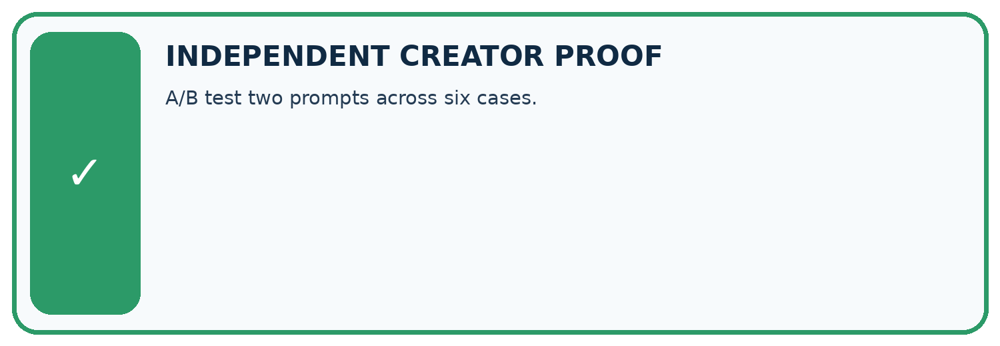 INDEPENDENT CREATOR PROOF
A/B test two prompts across six cases.
✓